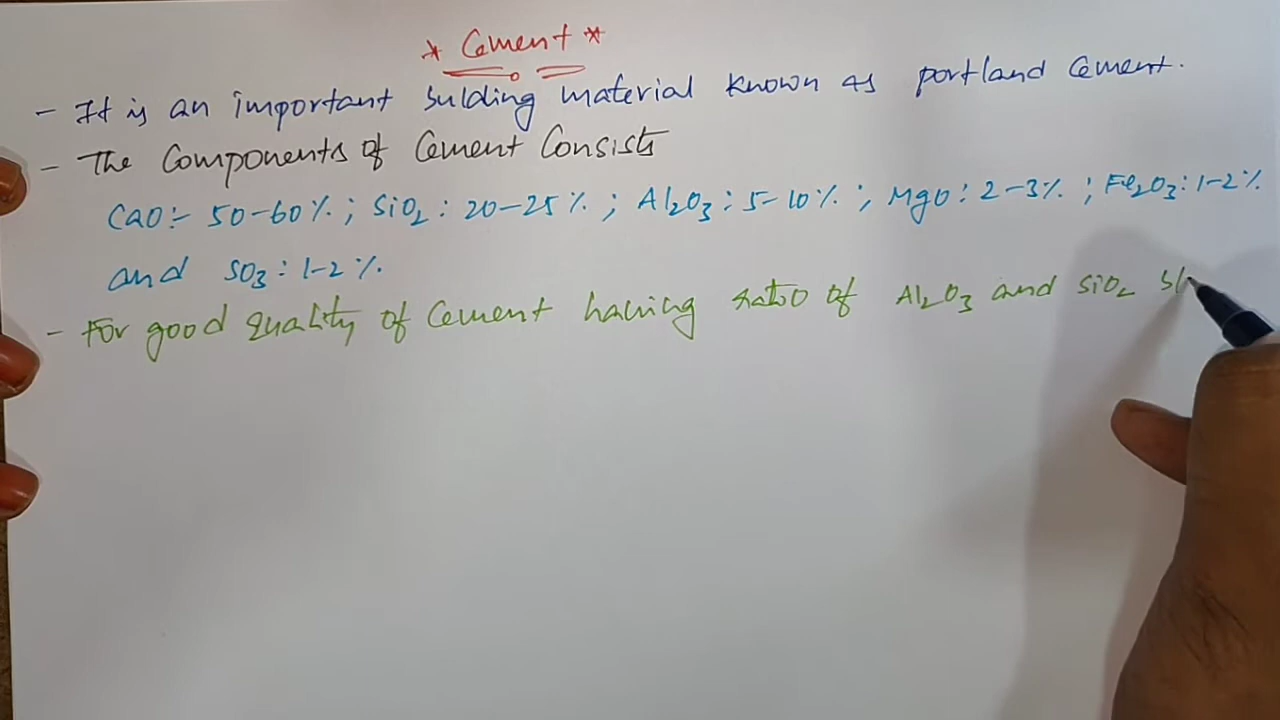 * Cement *
- It is an important bulding material known as portland cement.
- The Components of Cement Consists
CaO:- 50-60%; SiO2: 20-25%; Al2O3: 5-10%; MgO: 2-3%; Fe2O3: 1-2%
and SO3: 1-2%.
- For good quality of Cement having ratio of Al2O3 and SiO2